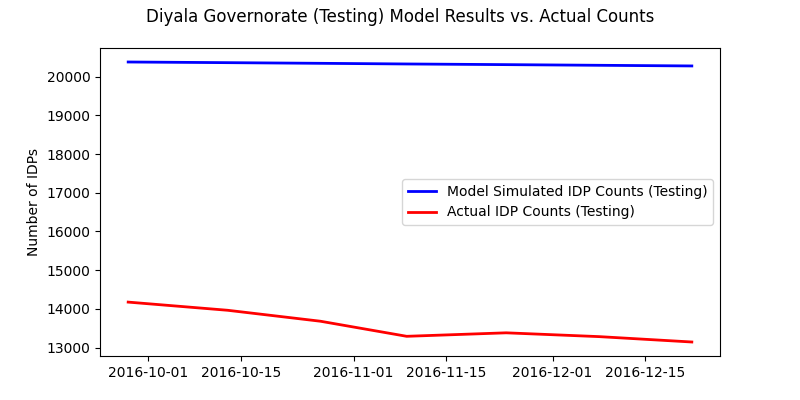 Diyala Governorate (Testing) Model Results vs. Actual Counts
Number of IDPs
20000
19000
18000
17000
16000
15000
14000
13000
Model Simulated IDP Counts (Testing)
Actual IDP Counts (Testing)
2016-10-01 2016-10-15 2016-11-01 2016-11-15 2016-12-01 2016-12-15